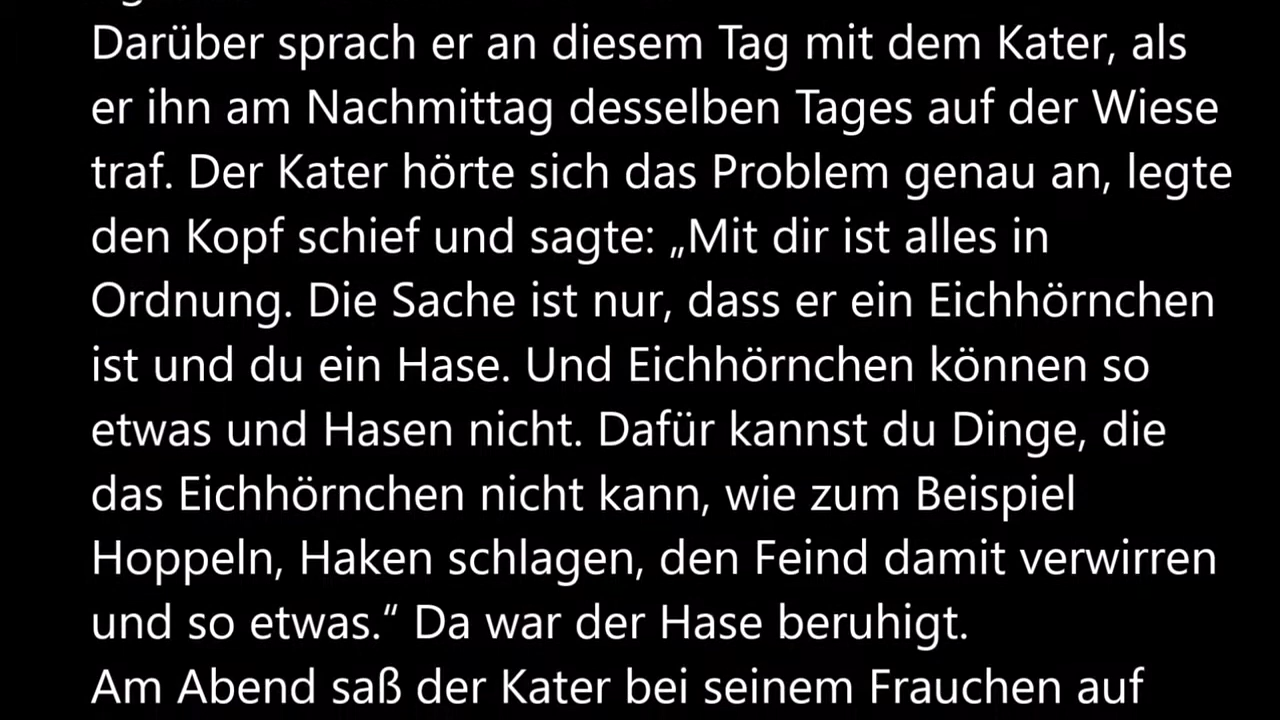 Darüber sprach er an diesem Tag mit dem Kater, als
er ihn am Nachmittag desselben Tages auf der Wiese
traf. Der Kater hörte sich das Problem genau an, legte
den Kopf schief und sagte: „Mit dir ist alles in
Ordnung. Die Sache ist nur, dass er ein Eichhörnchen
ist und du ein Hase. Und Eichhörnchen können so
etwas und Hasen nicht. Dafür kannst du Dinge, die
das Eichhörnchen nicht kann, wie zum Beispiel
Hoppeln, Haken schlagen, den Feind damit verwirren
und so etwas.“ Da war der Hase beruhigt.
Am Abend saß der Kater bei seinem Frauchen auf